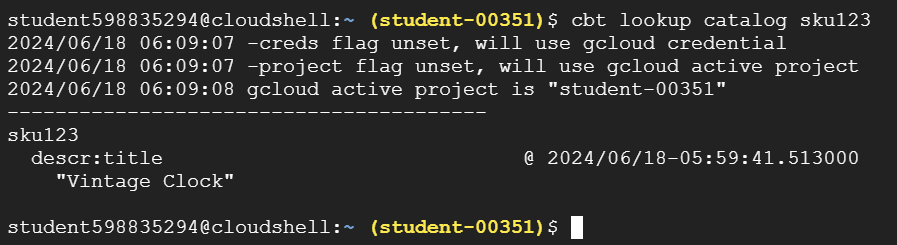 student598835294@cloudshell:~ (student-00351)$ cbt lookup catalog sku123
2024/06/18 06:09:07 -creds flag unset, will use gcloud credential
2024/06/18 06:09:07 -project flag unset, will use gcloud active project
2024/06/18 06:09:08 gcloud active project is "student-00351"
----------------------------------------
sku123
  descr:title                              @ 2024/06/18-05:59:41.513000
    "Vintage Clock"
student598835294@cloudshell:~ (student-00351)$